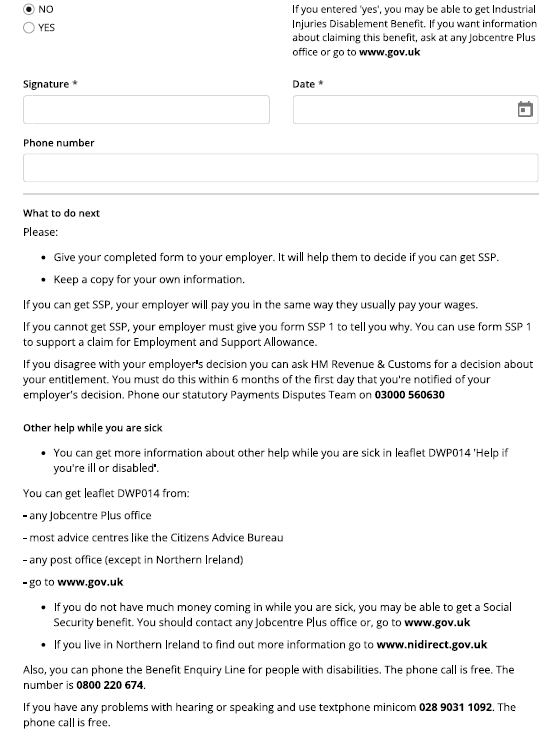 NO
YES
If you entered 'yes', you may be able to get Industrial
Injuries Disablement Benefit. If you want information
about claiming this benefit, ask at any Jobcentre Plus
office or go to www.gov.uk
Signature *
Date *
Phone number
What to do next
Please:
• Give your completed form to your employer. It will help them to decide if you can get SSP.
• Keep a copy for your own information.
If you can get SSP, your employer will pay you in the same way they usually pay your wages.
If you cannot get SSP, your employer must give you form SSP 1 to tell you why. You can use form SSP 1
to support a claim for Employment and Support Allowance.
If you disagree with your employer's decision you can ask HM Revenue & Customs for a decision about
your entitlement. You must do this within 6 months of the first day that you're notified of your
employer's decision. Phone our statutory Payments Disputes Team on 03000 560630
Other help while you are sick
• You can get more information about other help while you are sick in leaflet DWP014 'Help if
you're ill or disabled'.
You can get leaflet DWP014 from:
- any Jobcentre Plus office
- most advice centres like the Citizens Advice Bureau
- any post office (except in Northern Ireland)
- go to www.gov.uk
• If you do not have much money coming in while you are sick, you may be able to get a Social
Security benefit. You should contact any Jobcentre Plus office or, go to www.gov.uk
• If you live in Northern Ireland to find out more information go to www.nidirect.gov.uk
Also, you can phone the Benefit Enquiry Line for people with disabilities. The phone call is free. The
number is 0800 220 674.
If you have any problems with hearing or speaking and use textphone minicom 028 9031 1092. The
phone call is free.